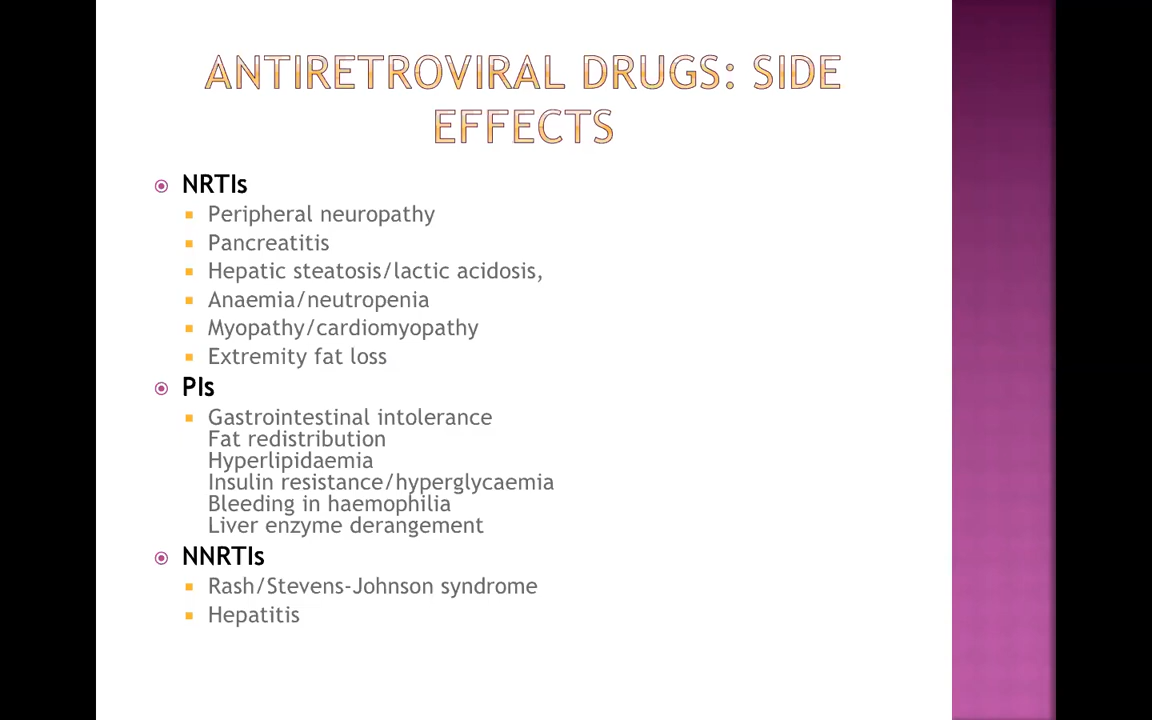 ANTIRETROVIRAL DRUGS: SIDE
EFFECTS
NRTIs
Peripheral neuropathy
Pancreatitis
Hepatic steatosis/lactic acidosis,
Anaemia/neutropenia
Myopathy/cardiomyopathy
Extremity fat loss
PIs
Gastrointestinal intolerance
Fat redistribution
Hyperlipidaemia
Insulin resistance/hyperglycaemia
Bleeding in haemophilia
Liver enzyme derangement
NNRTIs
Rash/Stevens-Johnson syndrome
Hepatitis